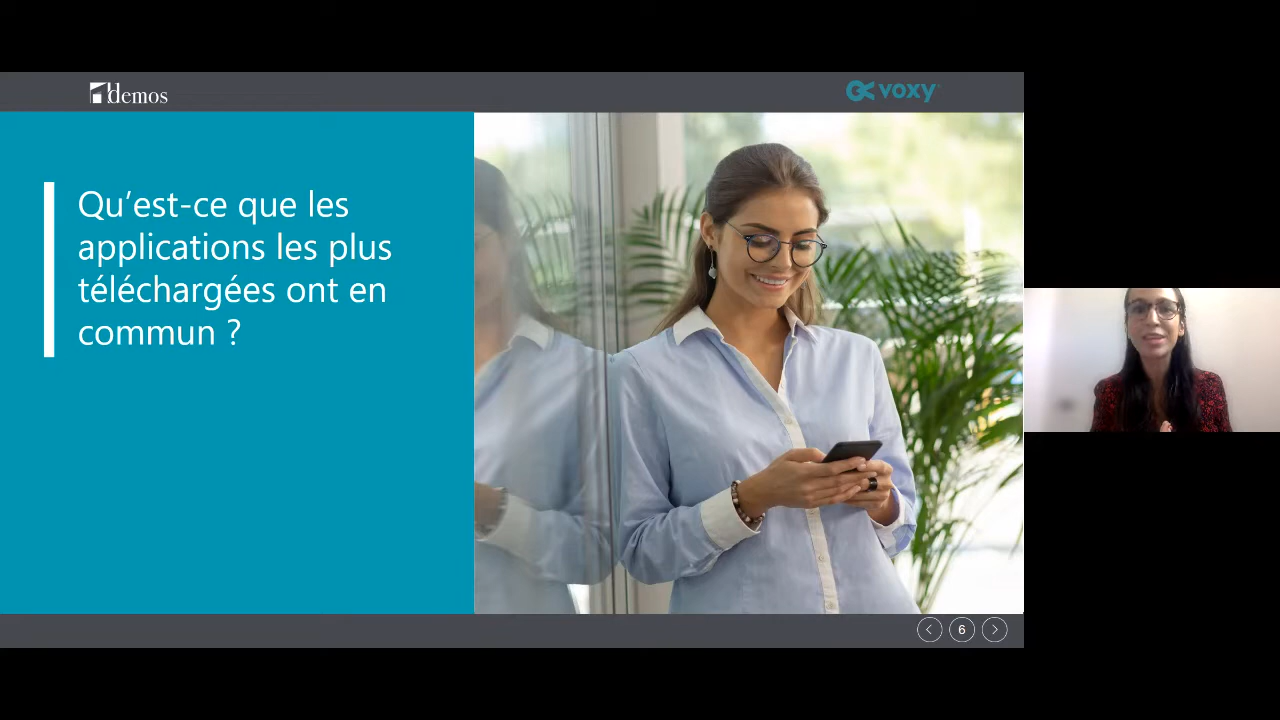 demos
voxy
Qu’est-ce que les
applications les plus
téléchargées ont en
commun ?
6